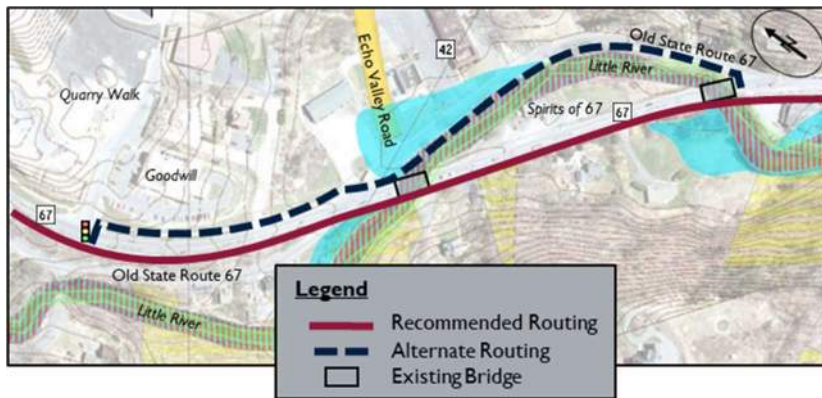 Old State Route 67
Echo Valley Road
42
Little River
Quarry Walk
Spirits of 67
67
Goodwill
67
Old State Route 67
Little River
Legend
Recommended Routing
Alternate Routing
Existing Bridge